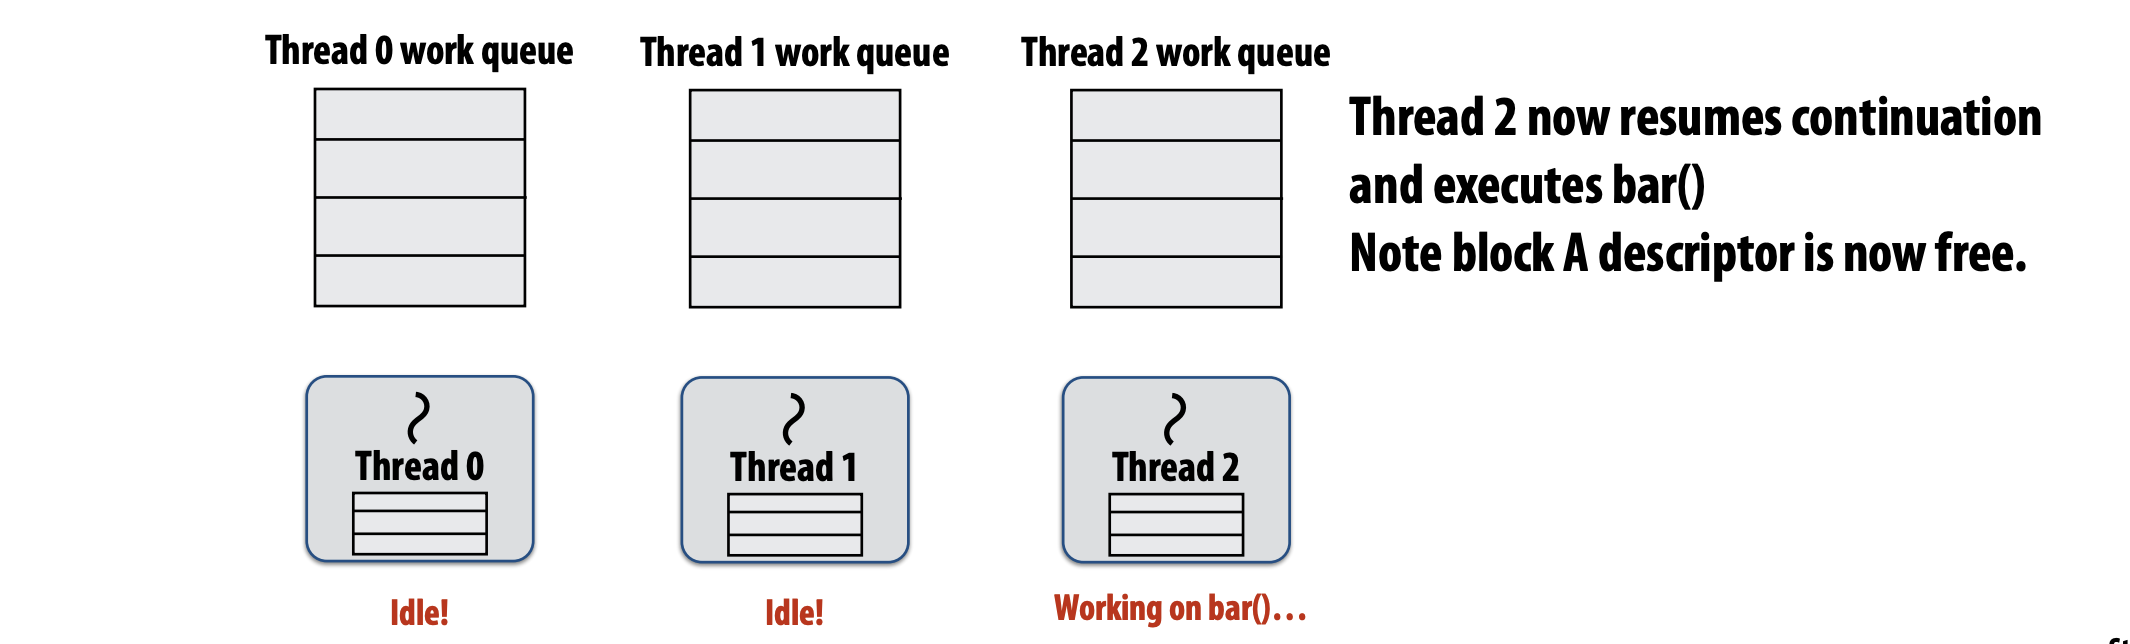 Thread 0 work queue
Thread 1 work queue
Thread 2 work queue
Thread 2 now resumes continuation
and executes bar()
Note block A descriptor is now free.
Thread 0
Thread 1
Thread 2
Idle!
Idle!
Working on bar()...